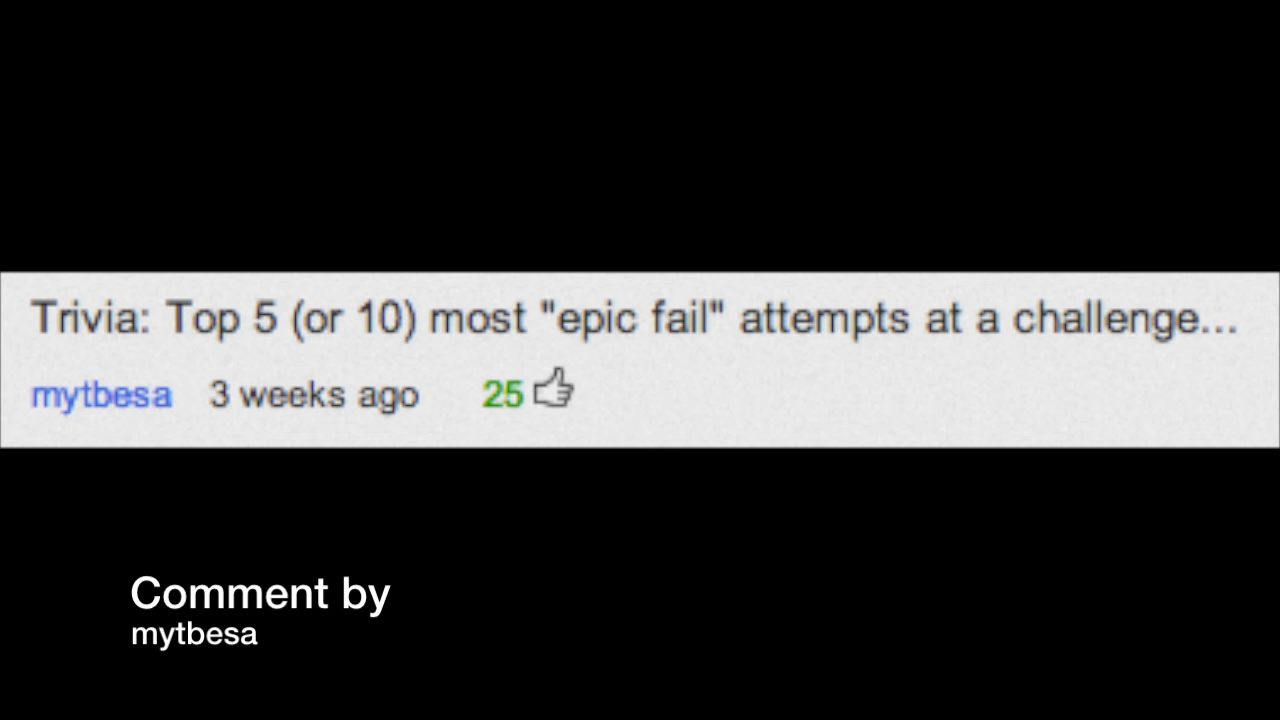 Trivia: Top 5 (or 10) most "epic fail" attempts at a challenge...
mytbesa 3 weeks ago 25
Comment by
mytbesa